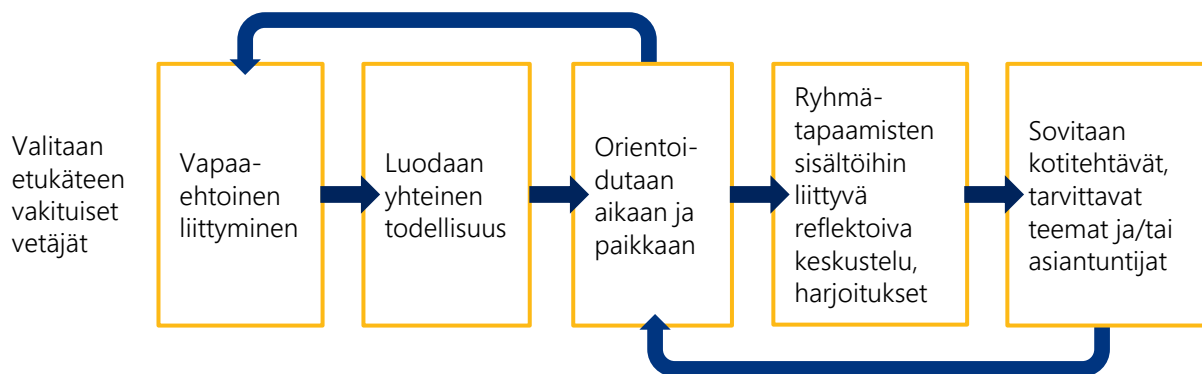 Valitaan
etukäteen
vakituiset
vetäjät
Vapaa-
ehtoinen
liittyminen
Luodaan
yhteinen
todellisuus
Orientoi-
dutaan
aikaan ja
paikkaan
Ryhmä-
tapaamisten
sisältöihin
liittyvä
reflektoiva
keskustelu,
harjoitukset
Sovitaan
kotitehtävät,
tarvittavat
teemat ja/tai
asiantuntijat